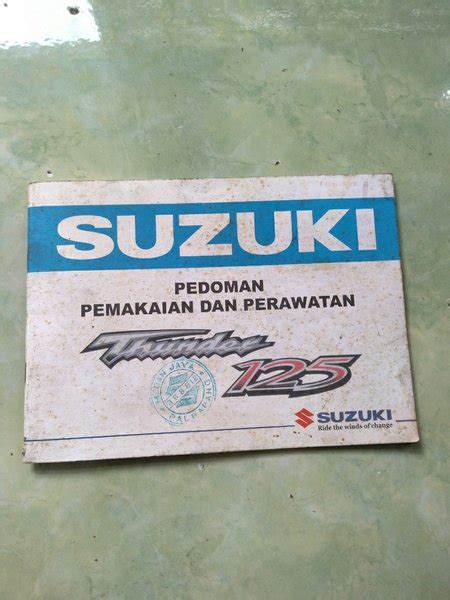 SUZUKI
PEDOMAN
PEMAKAIAN DAN PERAWATAN
Thunder
125
SUZUKI
Ride the winds of change